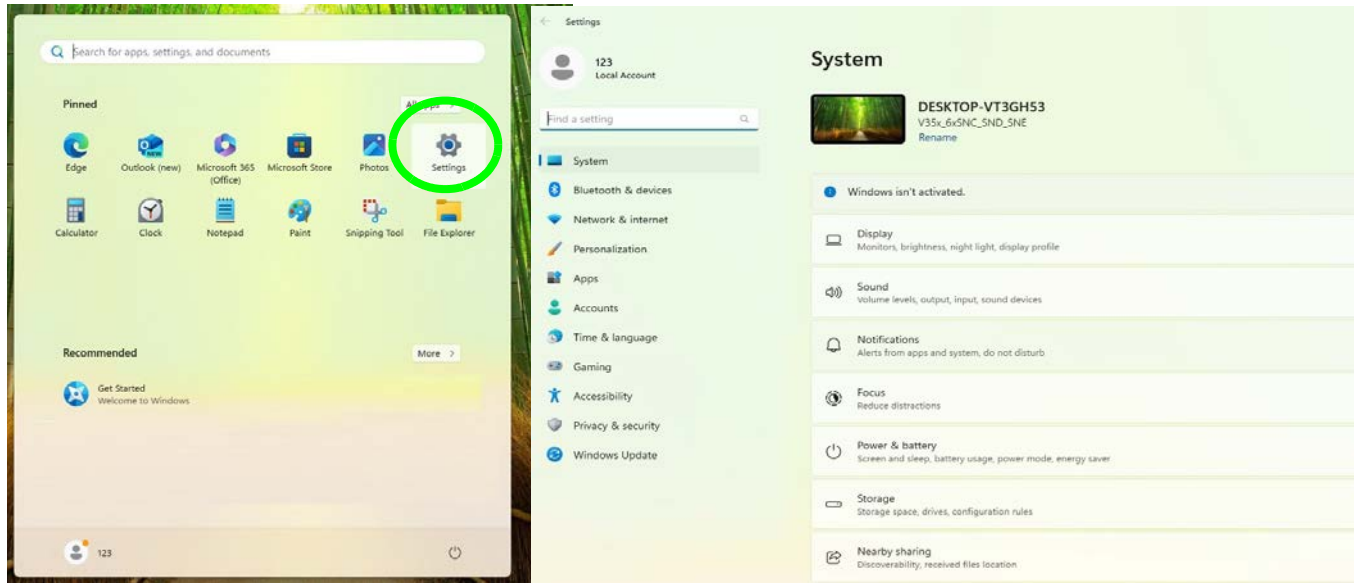 Search for apps, settings, and documents
Pinned
All apps >
Edge
Outlook (new)
Microsoft 365
(Office)
Microsoft Store
Photos
Settings
Calculator
Clock
Notepad
Paint
Snipping Tool
File Explorer
Recommended
More >
Get Started
Welcome to Windows
123
Settings
123
Local Account
Find a setting
System
Bluetooth & devices
Network & internet
Personalization
Apps
Accounts
Time & language
Gaming
Accessibility
Privacy & security
Windows Update
System
DESKTOP-VT3GH53
V35x_6xSNC_SND_SNE
Rename
Windows isn't activated.
Display
Monitors, brightness, night light, display profile
Sound
Volume levels, output, input, sound devices
Notifications
Alerts from apps and system, do not disturb
Focus
Reduce distractions
Power & battery
Screen and sleep, battery usage, power mode, energy saver
Storage
Storage space, drives, configuration rules
Nearby sharing
Discoverability, received files location